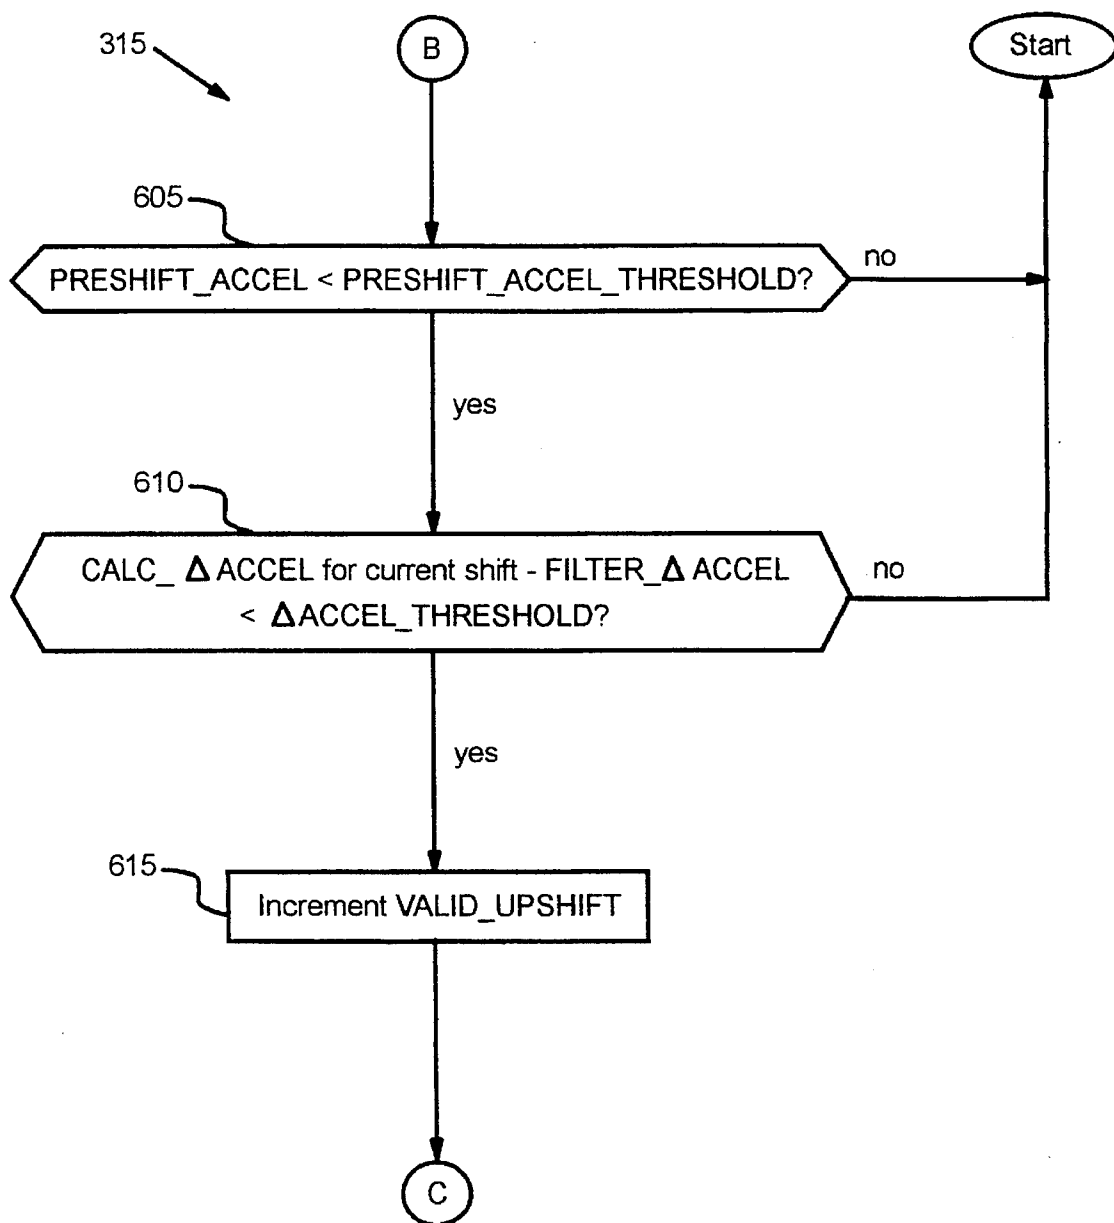 315
B
Start
605
PRESHIFT_ACCEL < PRESHIFT_ACCEL_THRESHOLD?
no
yes
610
CALC_ Δ ACCEL for current shift - FILTER_Δ ACCEL
< ΔACCEL_THRESHOLD?
no
yes
615
Increment VALID_UPSHIFT
C